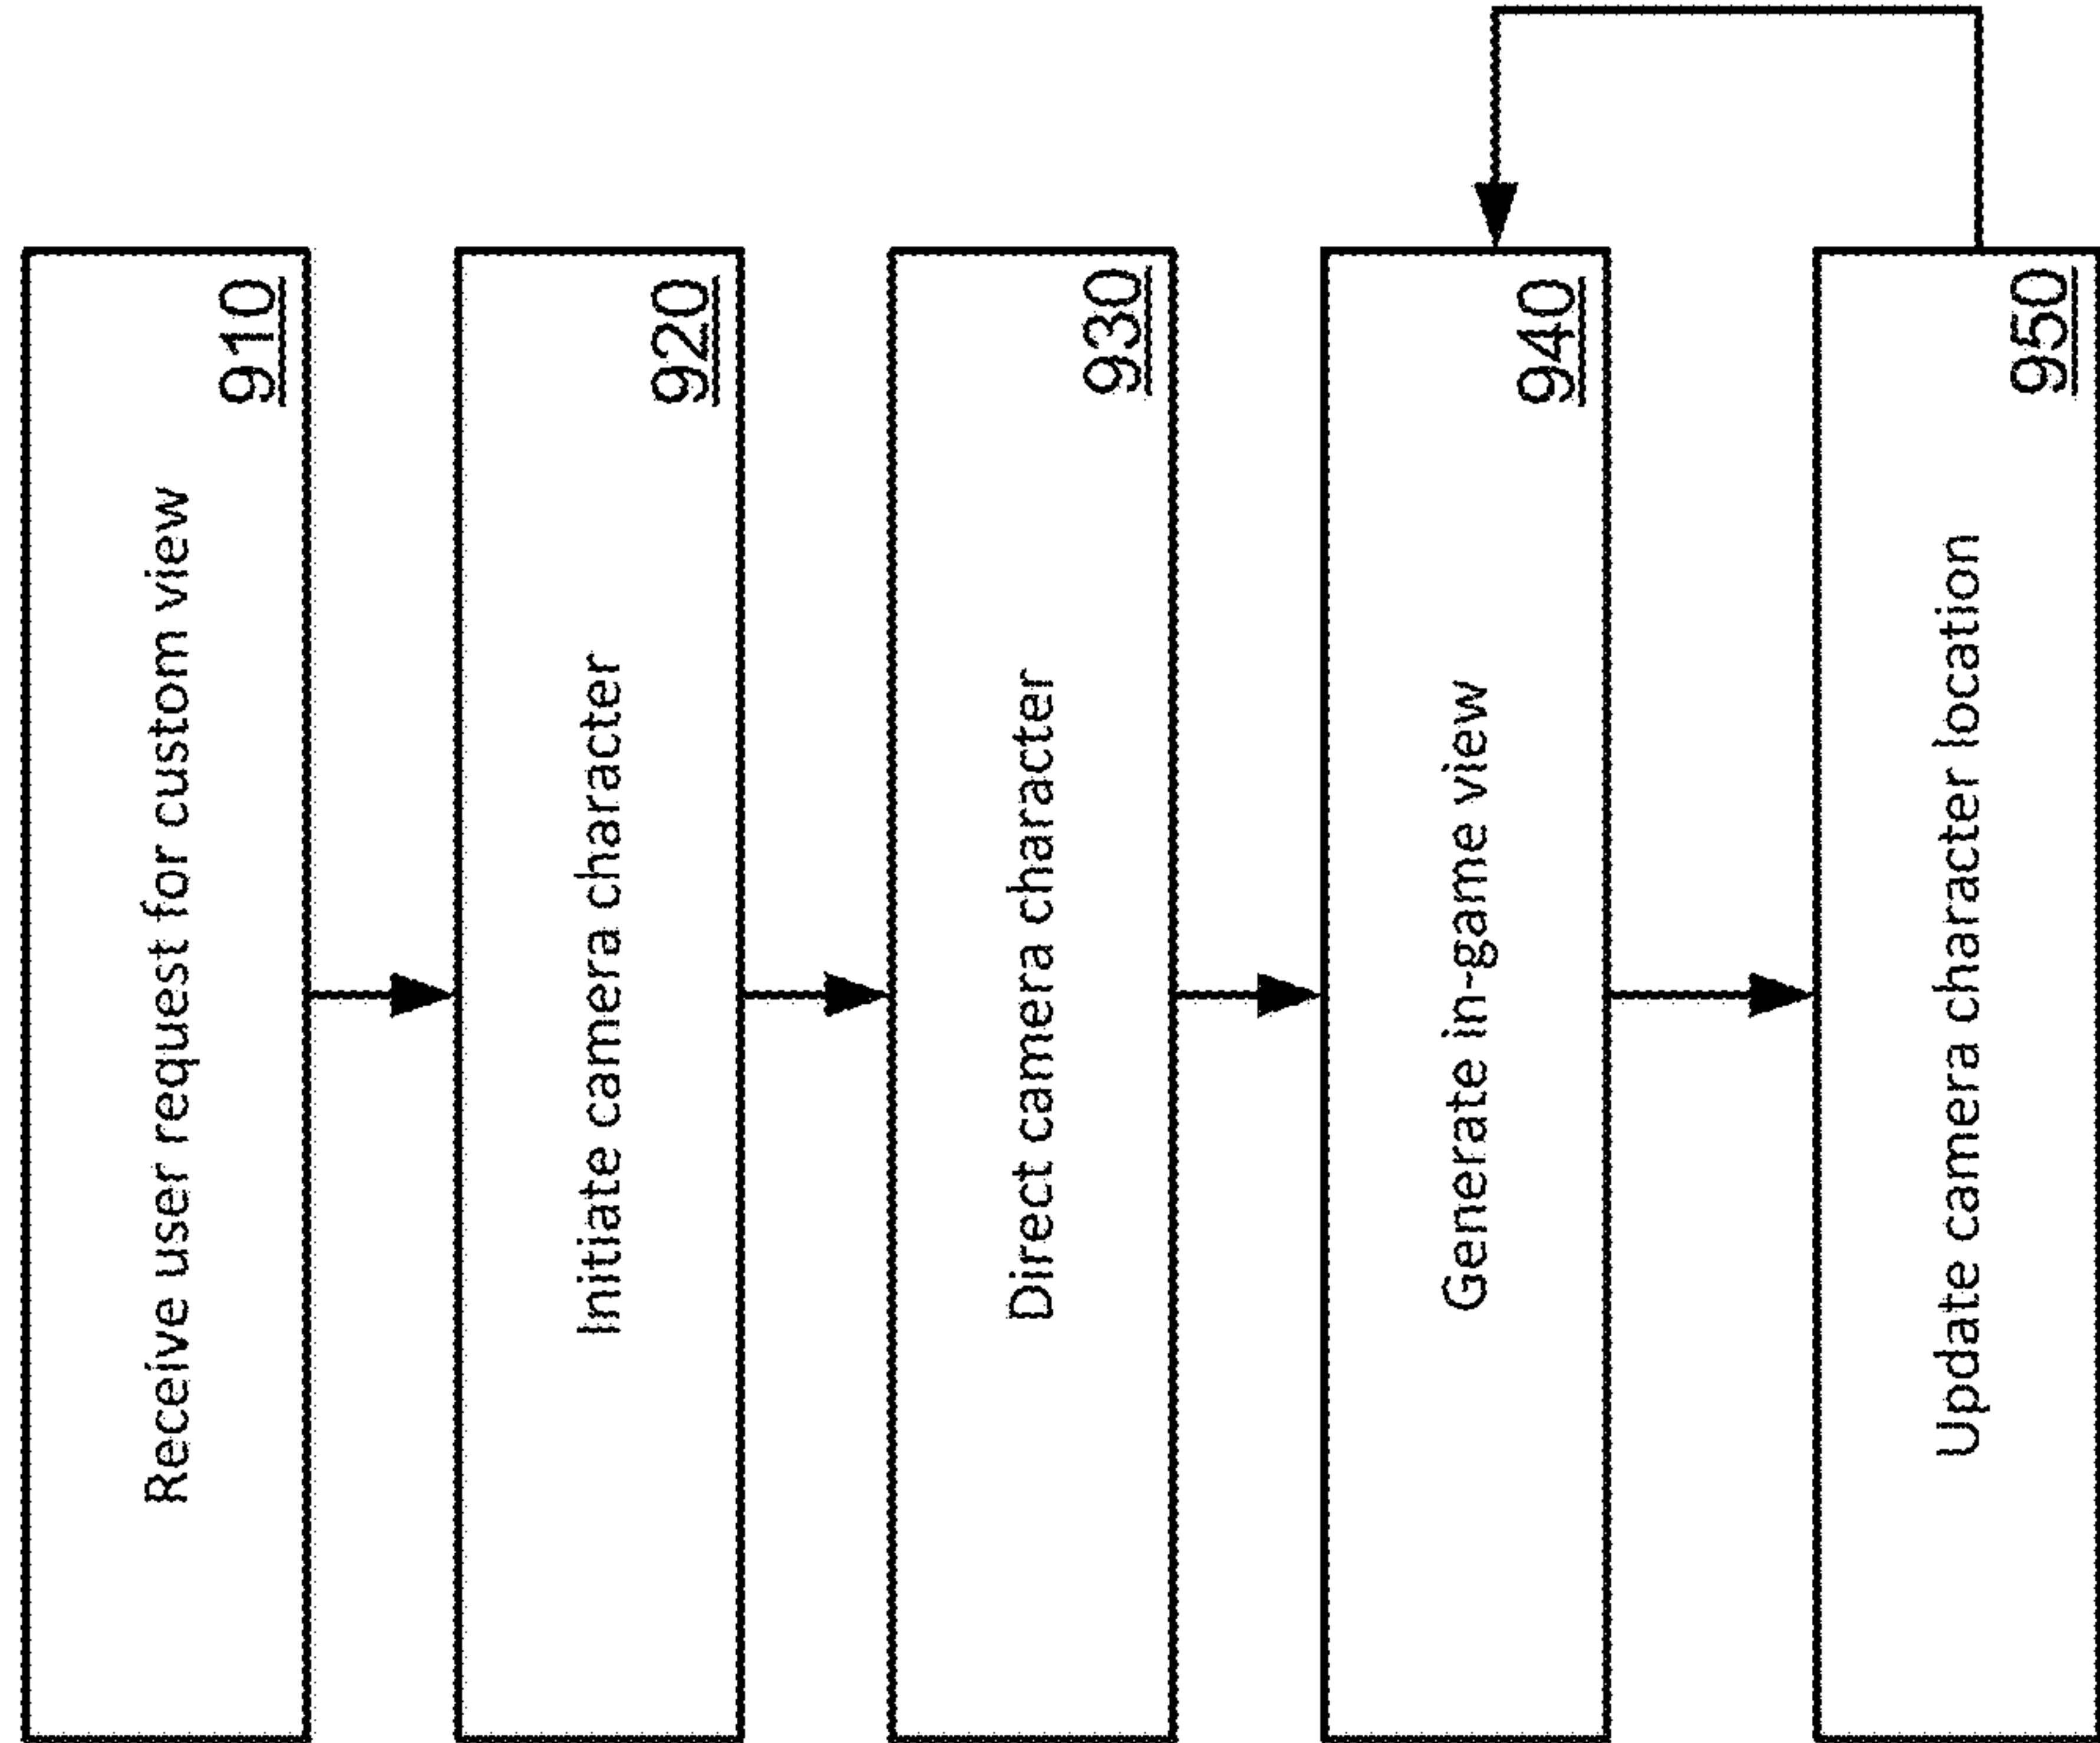 Receive user request for custom view
910
Initiate camera character
920
Direct camera character
930
Generate in-game view
940
Update camera character location
950